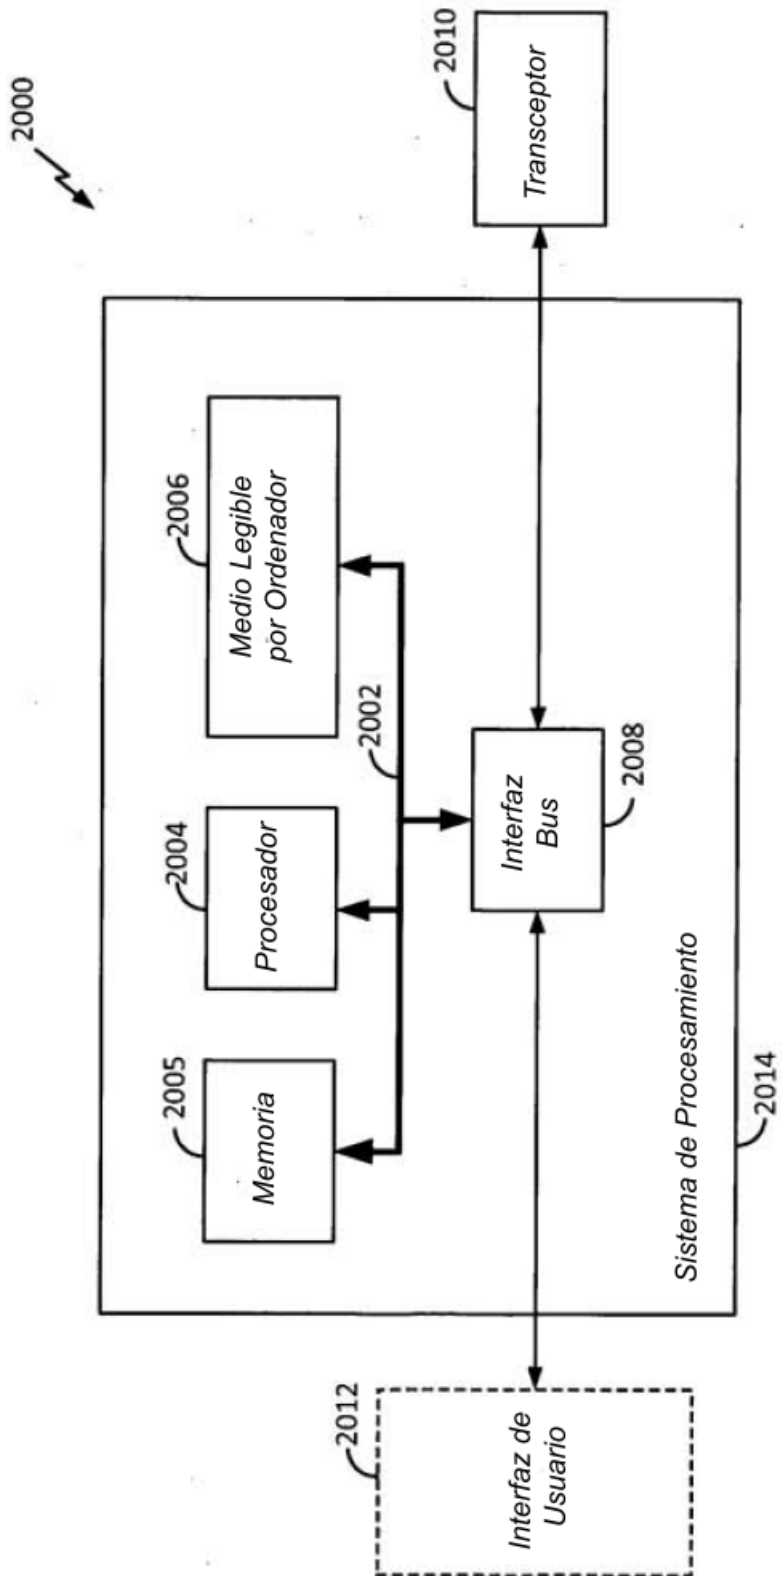 2000
2010
Transceptor
2006
Medio Legible
por Ordenador
2004
Procesador
2005
Memoria
2002
Interfaz
Bus
2008
Sistema de Procesamiento
2014
2012
Interfaz de
Usuario